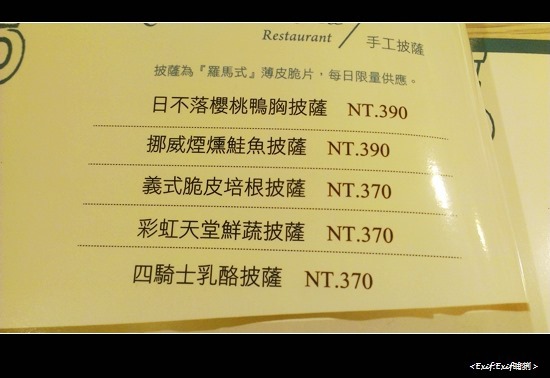 Restaurant
手工披薩
披薩為『羅馬式』薄皮脆片，每日限量供應。
日不落櫻桃鴨胸披薩 NT.390
挪威煙燻鮭魚披薩 NT.390
義式脆皮培根披薩 NT.370
彩虹天堂鮮蔬披薩 NT.370
四騎士乳酪披薩 NT.370